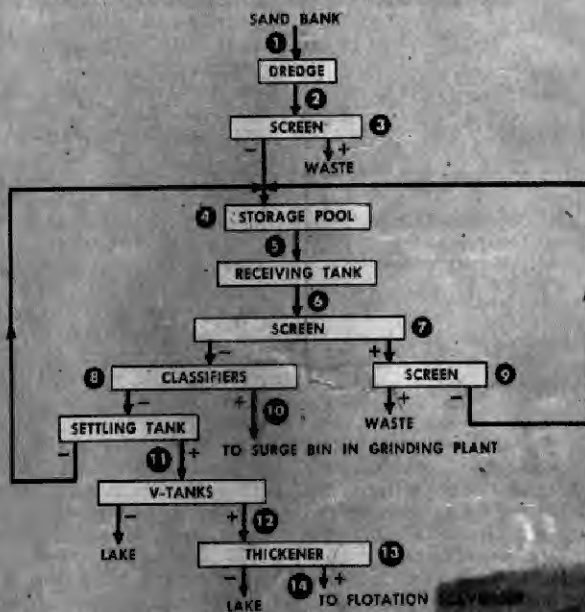 SAND BANK
1
DREDGE
2
SCREEN 3
- +
WASTE
4 STORAGE POOL
5
RECEIVING TANK
6
SCREEN 7
- +
8 CLASSIFIERS SCREEN 9
- + 10 + -
WASTE
SETTLING TANK
TO SURGE BIN IN GRINDING PLANT
- 11 +
V-TANKS
- + 12
LAKE
THICKENER 13
- 14 +
LAKE TO FLOTATION